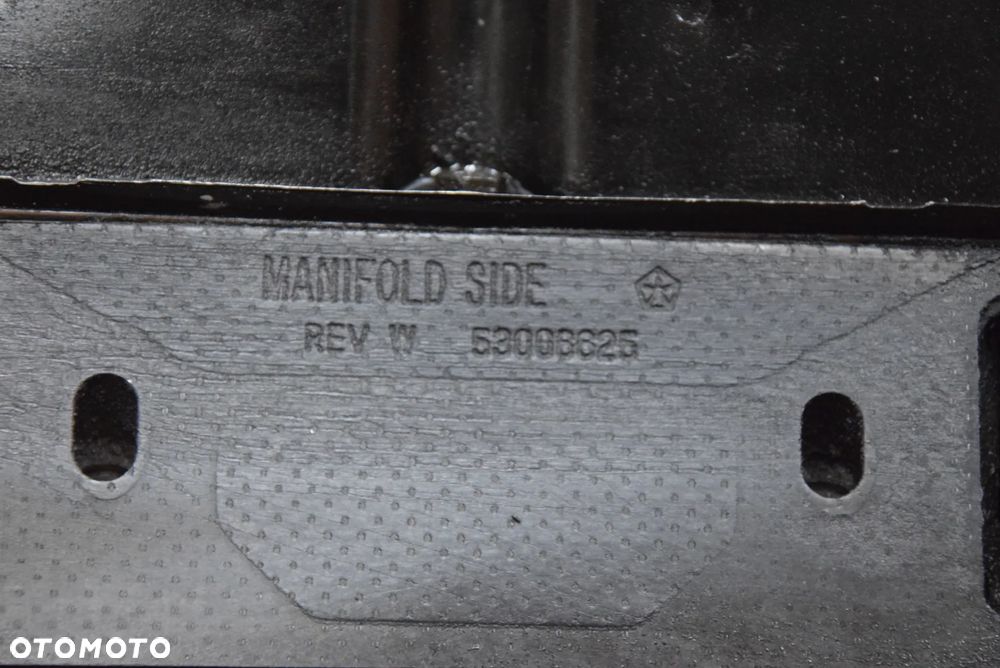 MANIFOLD SIDE
REV W 53008625
OTOMOTO